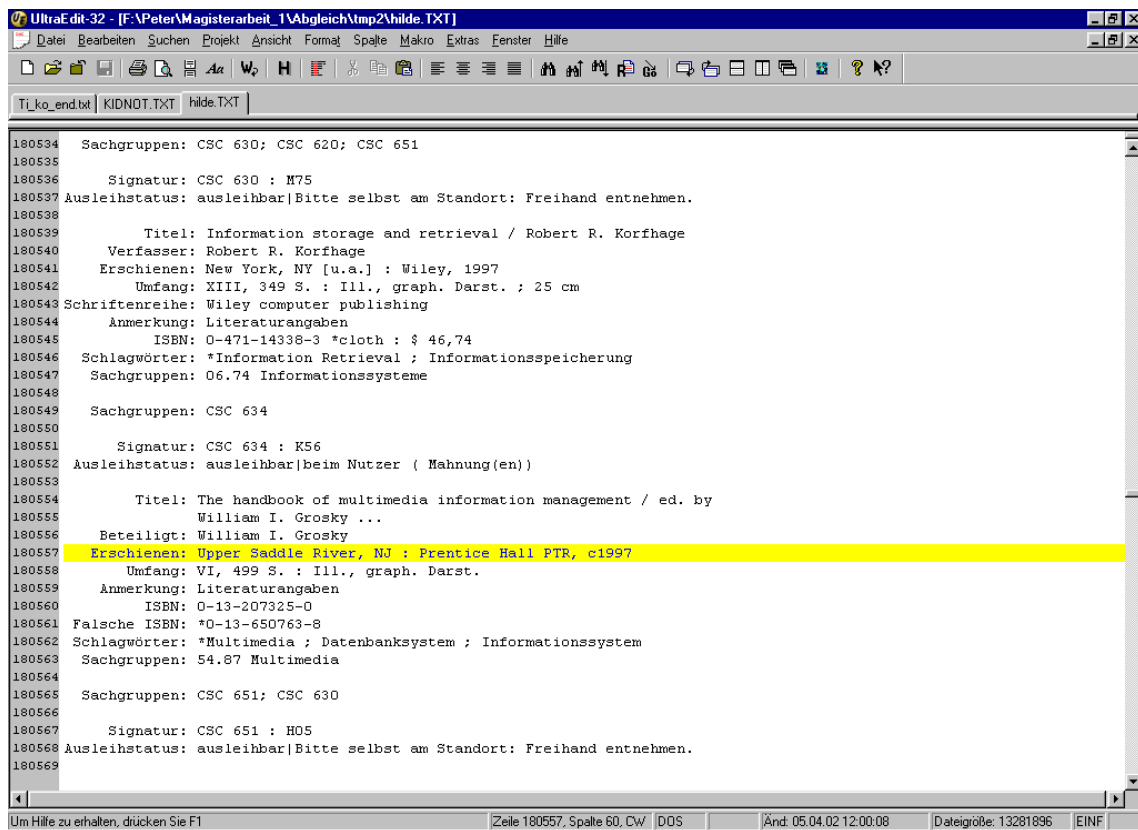 UltraEdit-32 - [F:\Peter\Magisterarbeit_1\Abgleich\tmp2\hilde.TXT]
Datei Bearbeiten Suchen Projekt Ansicht Format Spalte Makro Extras Fenster Hilfe
Ti_ko_end.txt KIDNOT.TXT hilde.TXT
180534 Sachgruppen: CSC 630; CSC 620; CSC 651
180535
180536 Signatur: CSC 630 : M75
180537 Ausleihstatus: ausleihbar|Bitte selbst am Standort: Freihand entnehmen.
180538
180539 Titel: Information storage and retrieval / Robert R. Korfhage
180540 Verfasser: Robert R. Korfhage
180541 Erschienen: New York, NY [u.a.] : Wiley, 1997
180542 Umfang: XIII, 349 S. : Ill., graph. Darst. ; 25 cm
180543 Schriftenreihe: Wiley computer publishing
180544 Anmerkung: Literaturangaben
180545 ISBN: 0-471-14338-3 *cloth : $ 46,74
180546 Schlagwörter: *Information Retrieval ; Informationsspeicherung
180547 Sachgruppen: 06.74 Informationssysteme
180548
180549 Sachgruppen: CSC 634
180550
180551 Signatur: CSC 634 : K56
180552 Ausleihstatus: ausleihbar|beim Nutzer ( Mahnung(en))
180553
180554 Titel: The handbook of multimedia information management / ed. by
180555 William I. Grosky ...
180556 Beteiligt: William I. Grosky
180557 Erschienen: Upper Saddle River, NJ : Prentice Hall PTR, c1997
180558 Umfang: VI, 499 S. : Ill., graph. Darst.
180559 Anmerkung: Literaturangaben
180560 ISBN: 0-13-207325-0
180561 Falsche ISBN: *0-13-650763-8
180562 Schlagwörter: *Multimedia ; Datenbanksystem ; Informationssystem
180563 Sachgruppen: 54.87 Multimedia
180564
180565 Sachgruppen: CSC 651; CSC 630
180566
180567 Signatur: CSC 651 : H05
180568 Ausleihstatus: ausleihbar|Bitte selbst am Standort: Freihand entnehmen.
180569
Um Hilfe zu erhalten, drücken Sie F1 Zeile 180557, Spalte 60, CW DOS Änd: 05.04.02 12:00:08 Dateigröße: 13281896 EINF